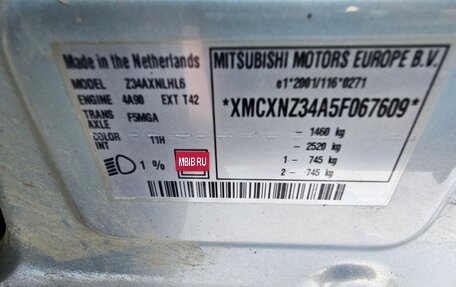 Made in the Netherlands
MODEL Z34AXNLHL6
ENGINE 4A90 EXT T42
TRANS AXLE F5MGA
COLOR INT 11H
1 %
MBIB RU
MITSUBISHI MOTORS EUROPE B.V.
e1*2001/116*0271
*XMCXNZ34A5F067609*
- 1460 kg
- 2520 kg
1 - 745 kg
2 - 745 kg